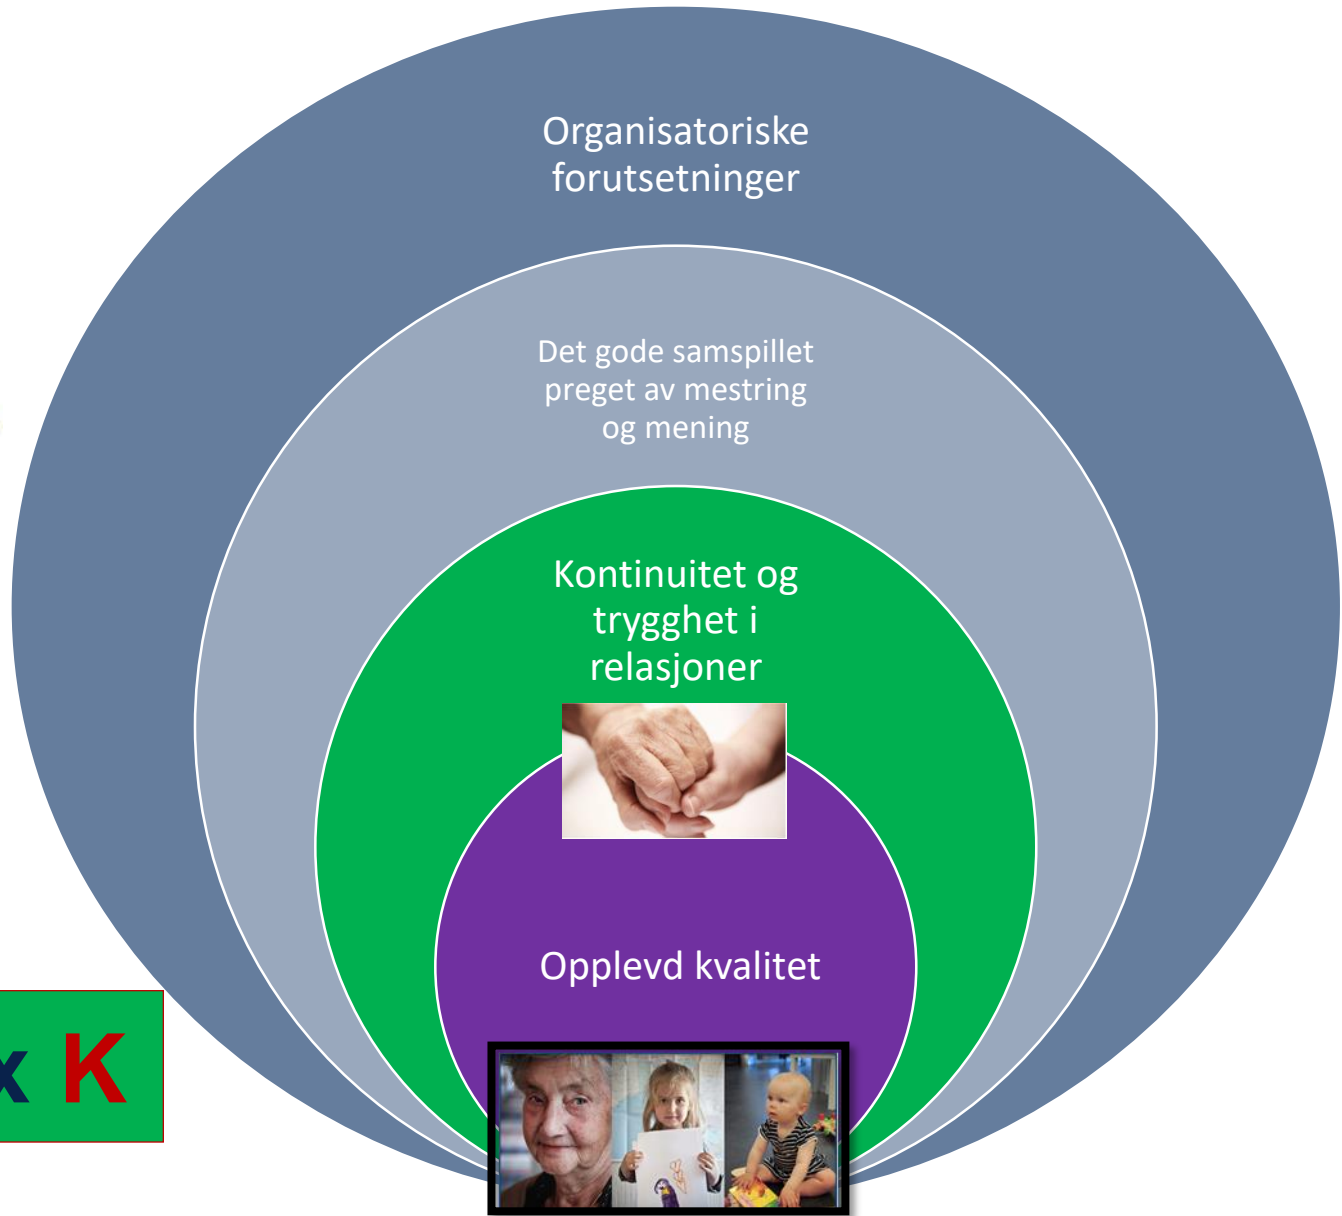 Organisatoriske
forutsetninger
Det gode samspillet
preget av mestring
og mening
Kontinuitet og
trygghet i
relasjoner
Opplevd kvalitet
x K